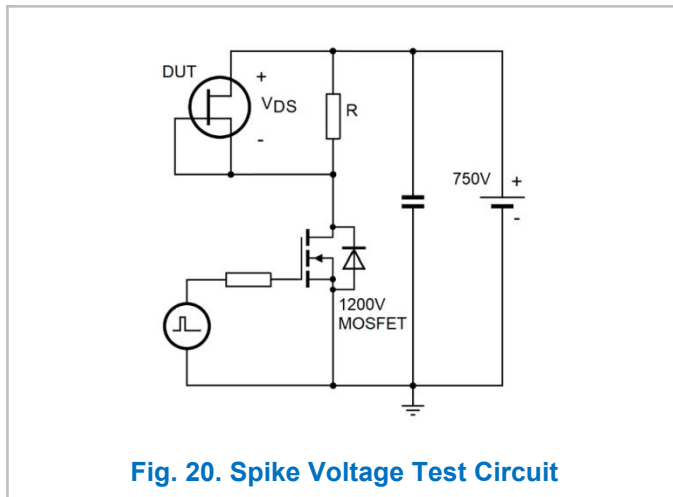 DUT
+
VDS
-
R
750V
+
-
1200V
MOSFET
Fig. 20. Spike Voltage Test Circuit